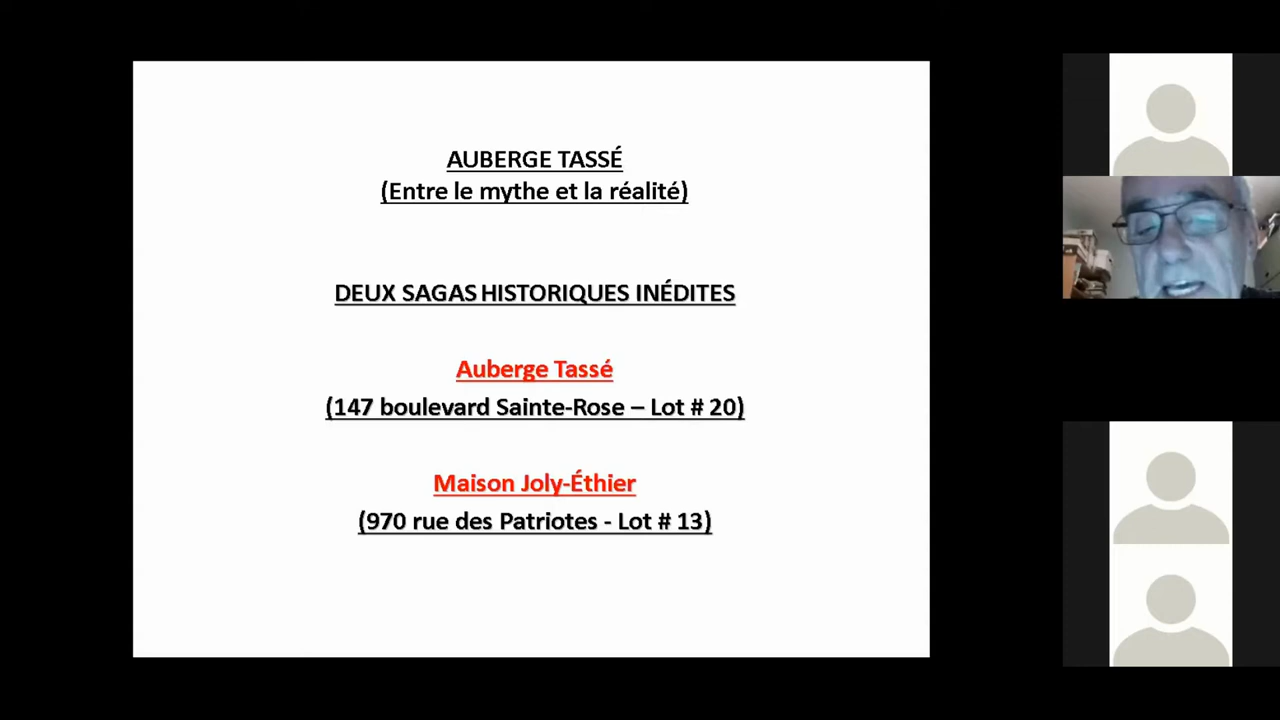 AUBERGE TASSÉ
(Entre le mythe et la réalité)
DEUX SAGAS HISTORIQUES INÉDITES
Auberge Tassé
(147 boulevard Sainte-Rose – Lot # 20)
Maison Joly-Éthier
(970 rue des Patriotes - Lot # 13)